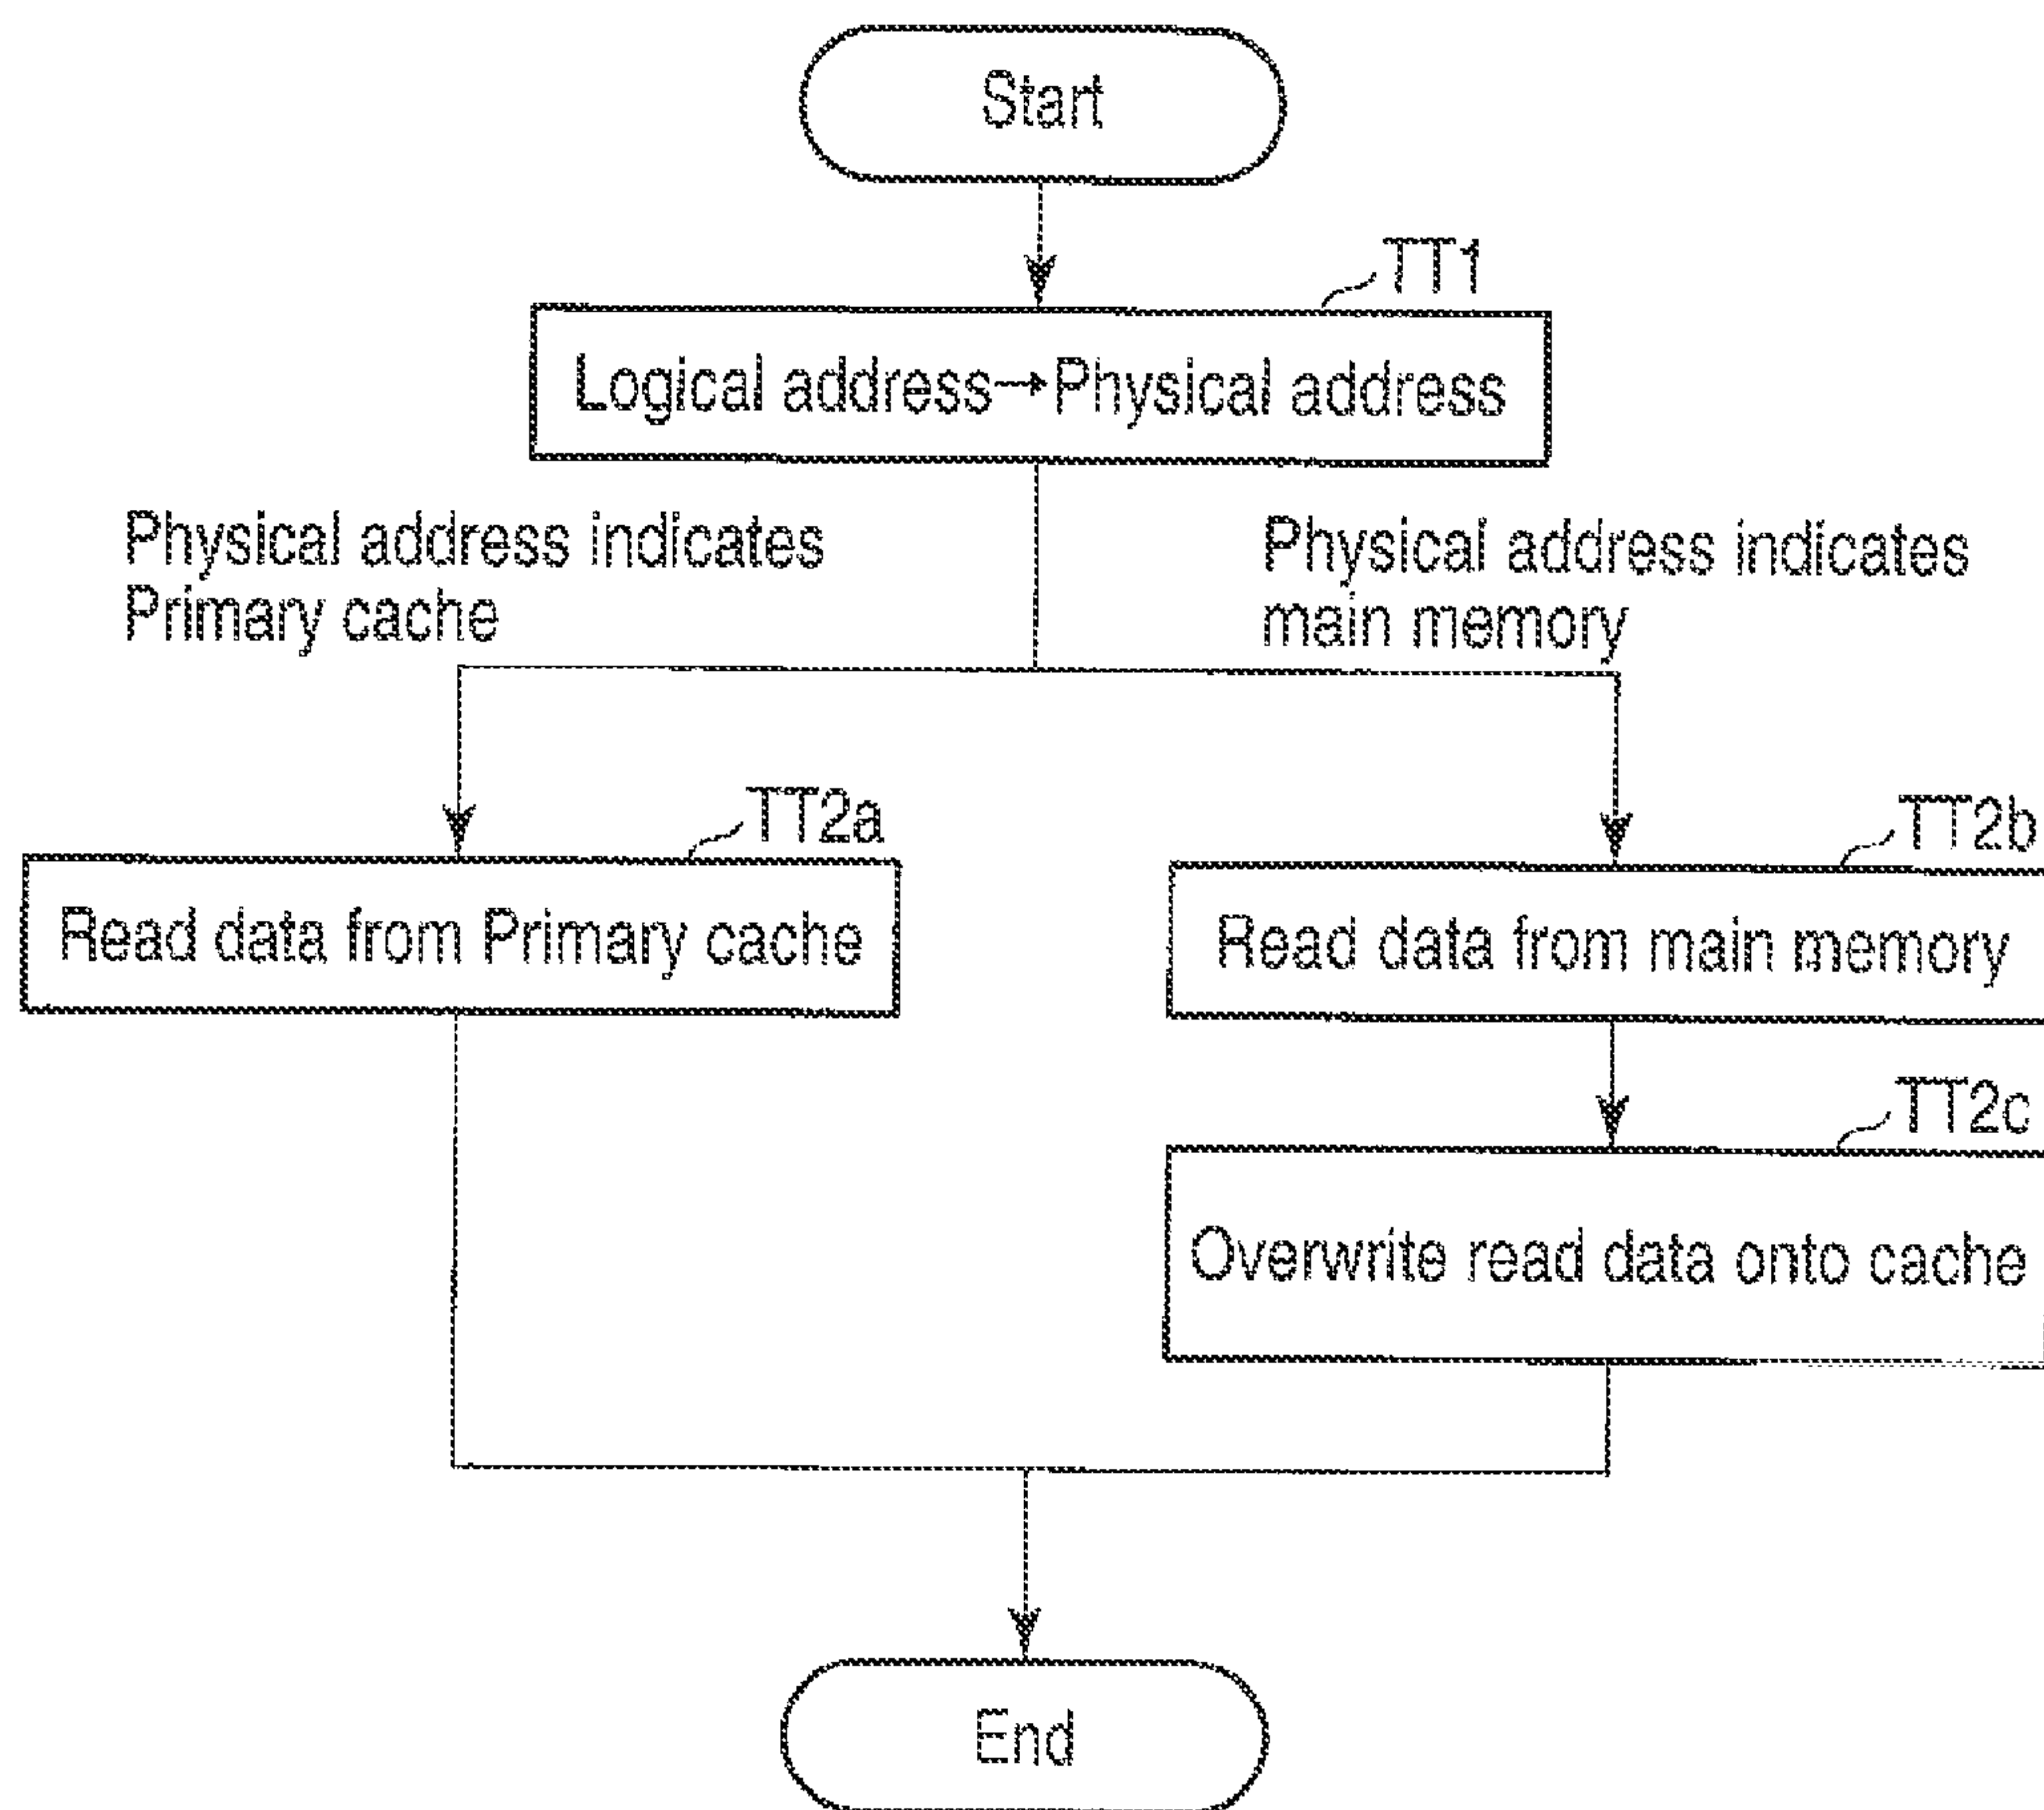 Start
TT1
Logical address→Physical address
Physical address indicates
Primary cache
Physical address indicates
main memory
TT2a
Read data from Primary cache
TT2b
Read data from main memory
TT2c
Overwrite read data onto cache
End